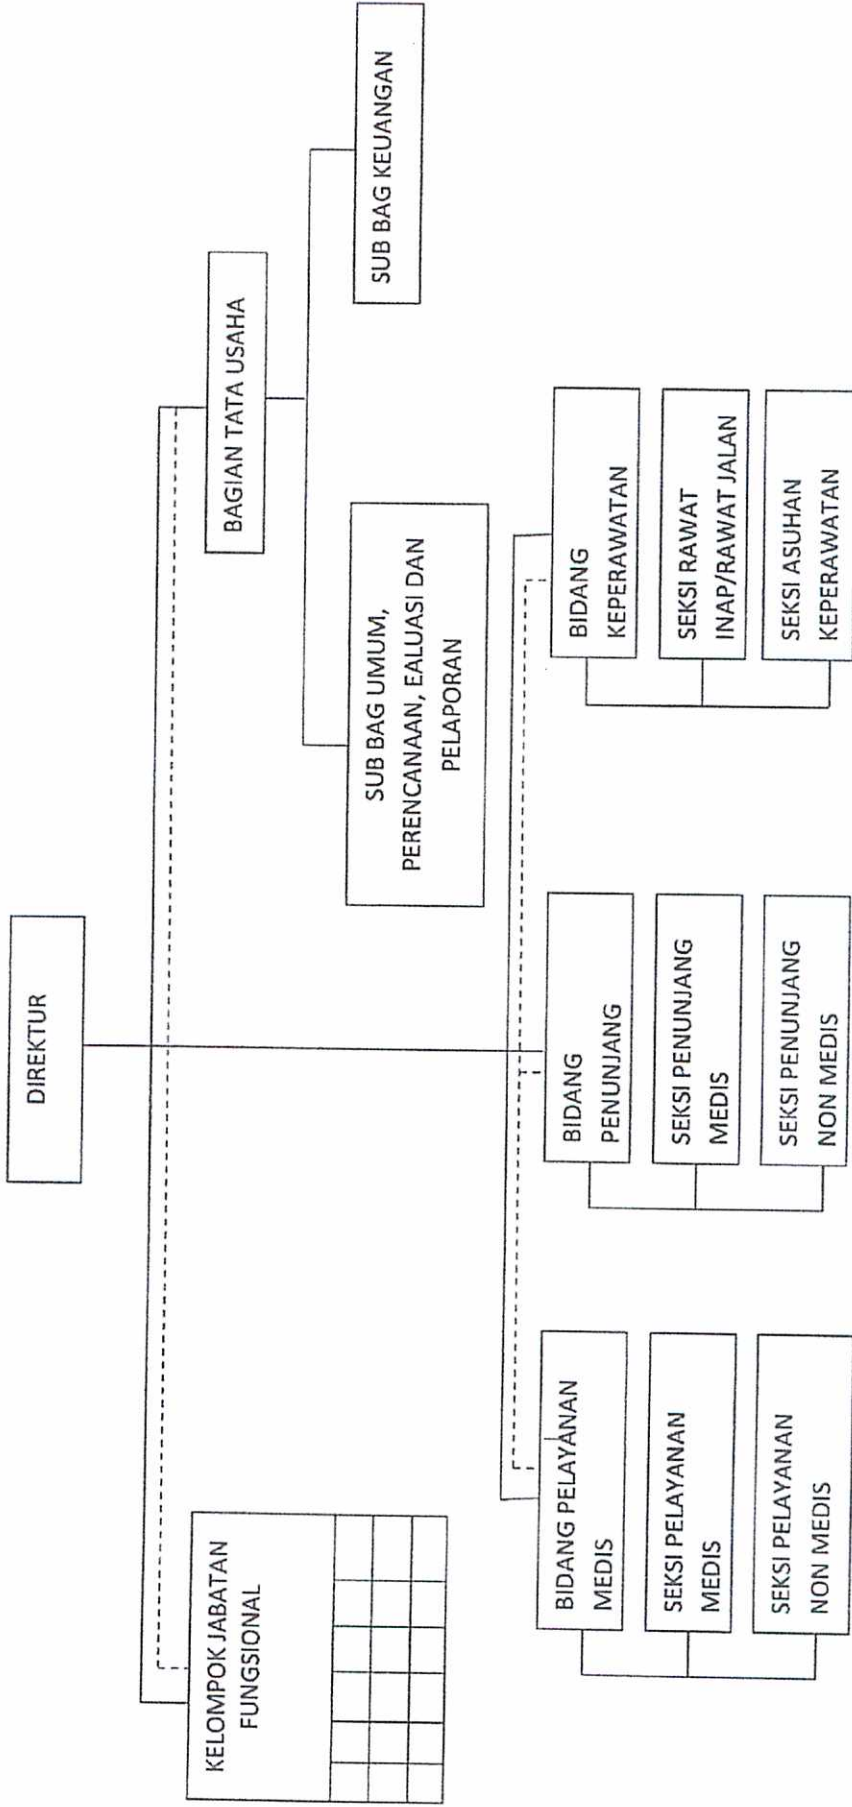 DIREKTUR
KELOMPOK JABATAN
FUNGSIONAL
BAGIAN TATA USAHA
SUB BAG UMUM,
PERENCANAAN, EALUASI DAN
PELAPORAN
SUB BAG KEUANGAN
BIDANG PELAYANAN
MEDIS
SEKSI PELAYANAN
MEDIS
SEKSI PELAYANAN
NON MEDIS
BIDANG
PENUNJANG
SEKSI PENUNJANG
MEDIS
SEKSI PENUNJANG
NON MEDIS
BIDANG
KEPERAWATAN
SEKSI RAWAT
INAP/RAWAT JALAN
SEKSI ASUHAN
KEPERAWATAN